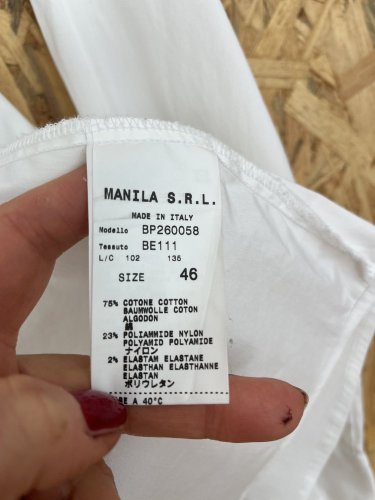 MANILA S.R.L.
MADE IN ITALY
Modello BP260058
Tessuto BE111
L/C 102 135
SIZE 46
75% COTONE COTTON
BAUMWOLLE COTON
ALGODON
綿
23% POLIAMMIDE NYLON
POLYAMID POLYAMIDE
ナイロン
2% ELASTAM ELASTANE
ELASTHAN ELASTHANNE
ELASTAN
ポリウレタン
A 40°C